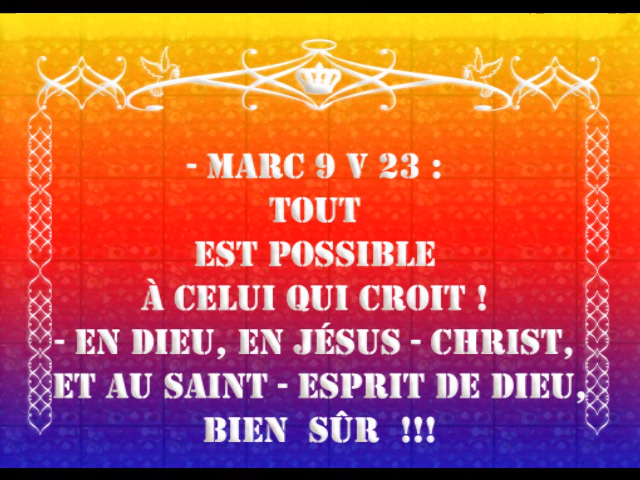 - MARC 9 V 23 :
TOUT
EST POSSIBLE
À CELUI QUI CROIT !
- EN DIEU, EN JÉSUS - CHRIST,
ET AU SAINT - ESPRIT DE DIEU,
BIEN SÛR !!!